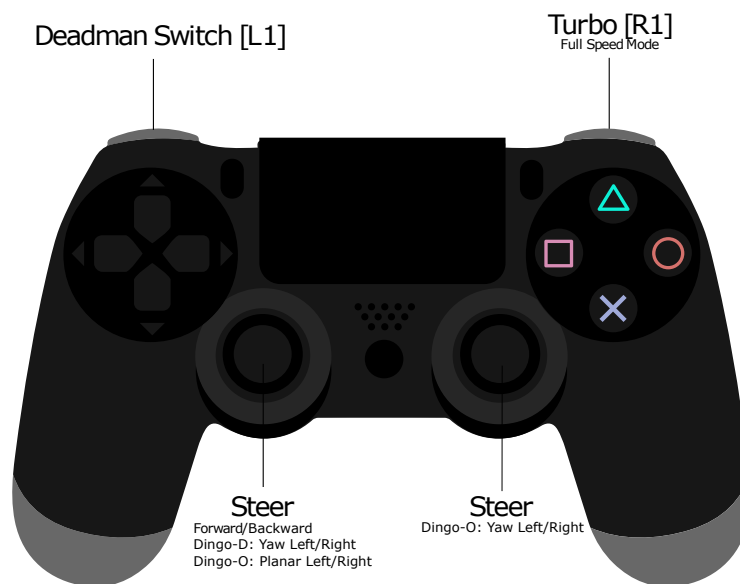 Deadman Switch [L1]
Turbo [R1]
Full Speed Mode
Steer
Forward/Backward
Dingo-D: Yaw Left/Right
Dingo-O: Planar Left/Right
Steer
Dingo-O: Yaw Left/Right